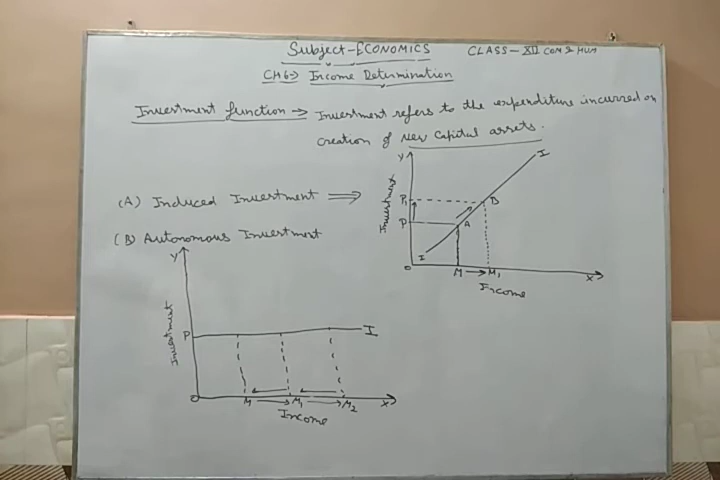 Subject-ECONOMICS CLASS-XII COM & HUM
CH6→ Income Determination
Investment function → Investment refers to the expenditure incurred on
creation of New Capital assets.
(A) Induced Investment ⇒
Y
Investment
P1
P
I
A
B
I
O
M → M1
X
Income
(B) Autonomous Investment
Y
Investment
P
I
O
M → M1 → M2
X
Income